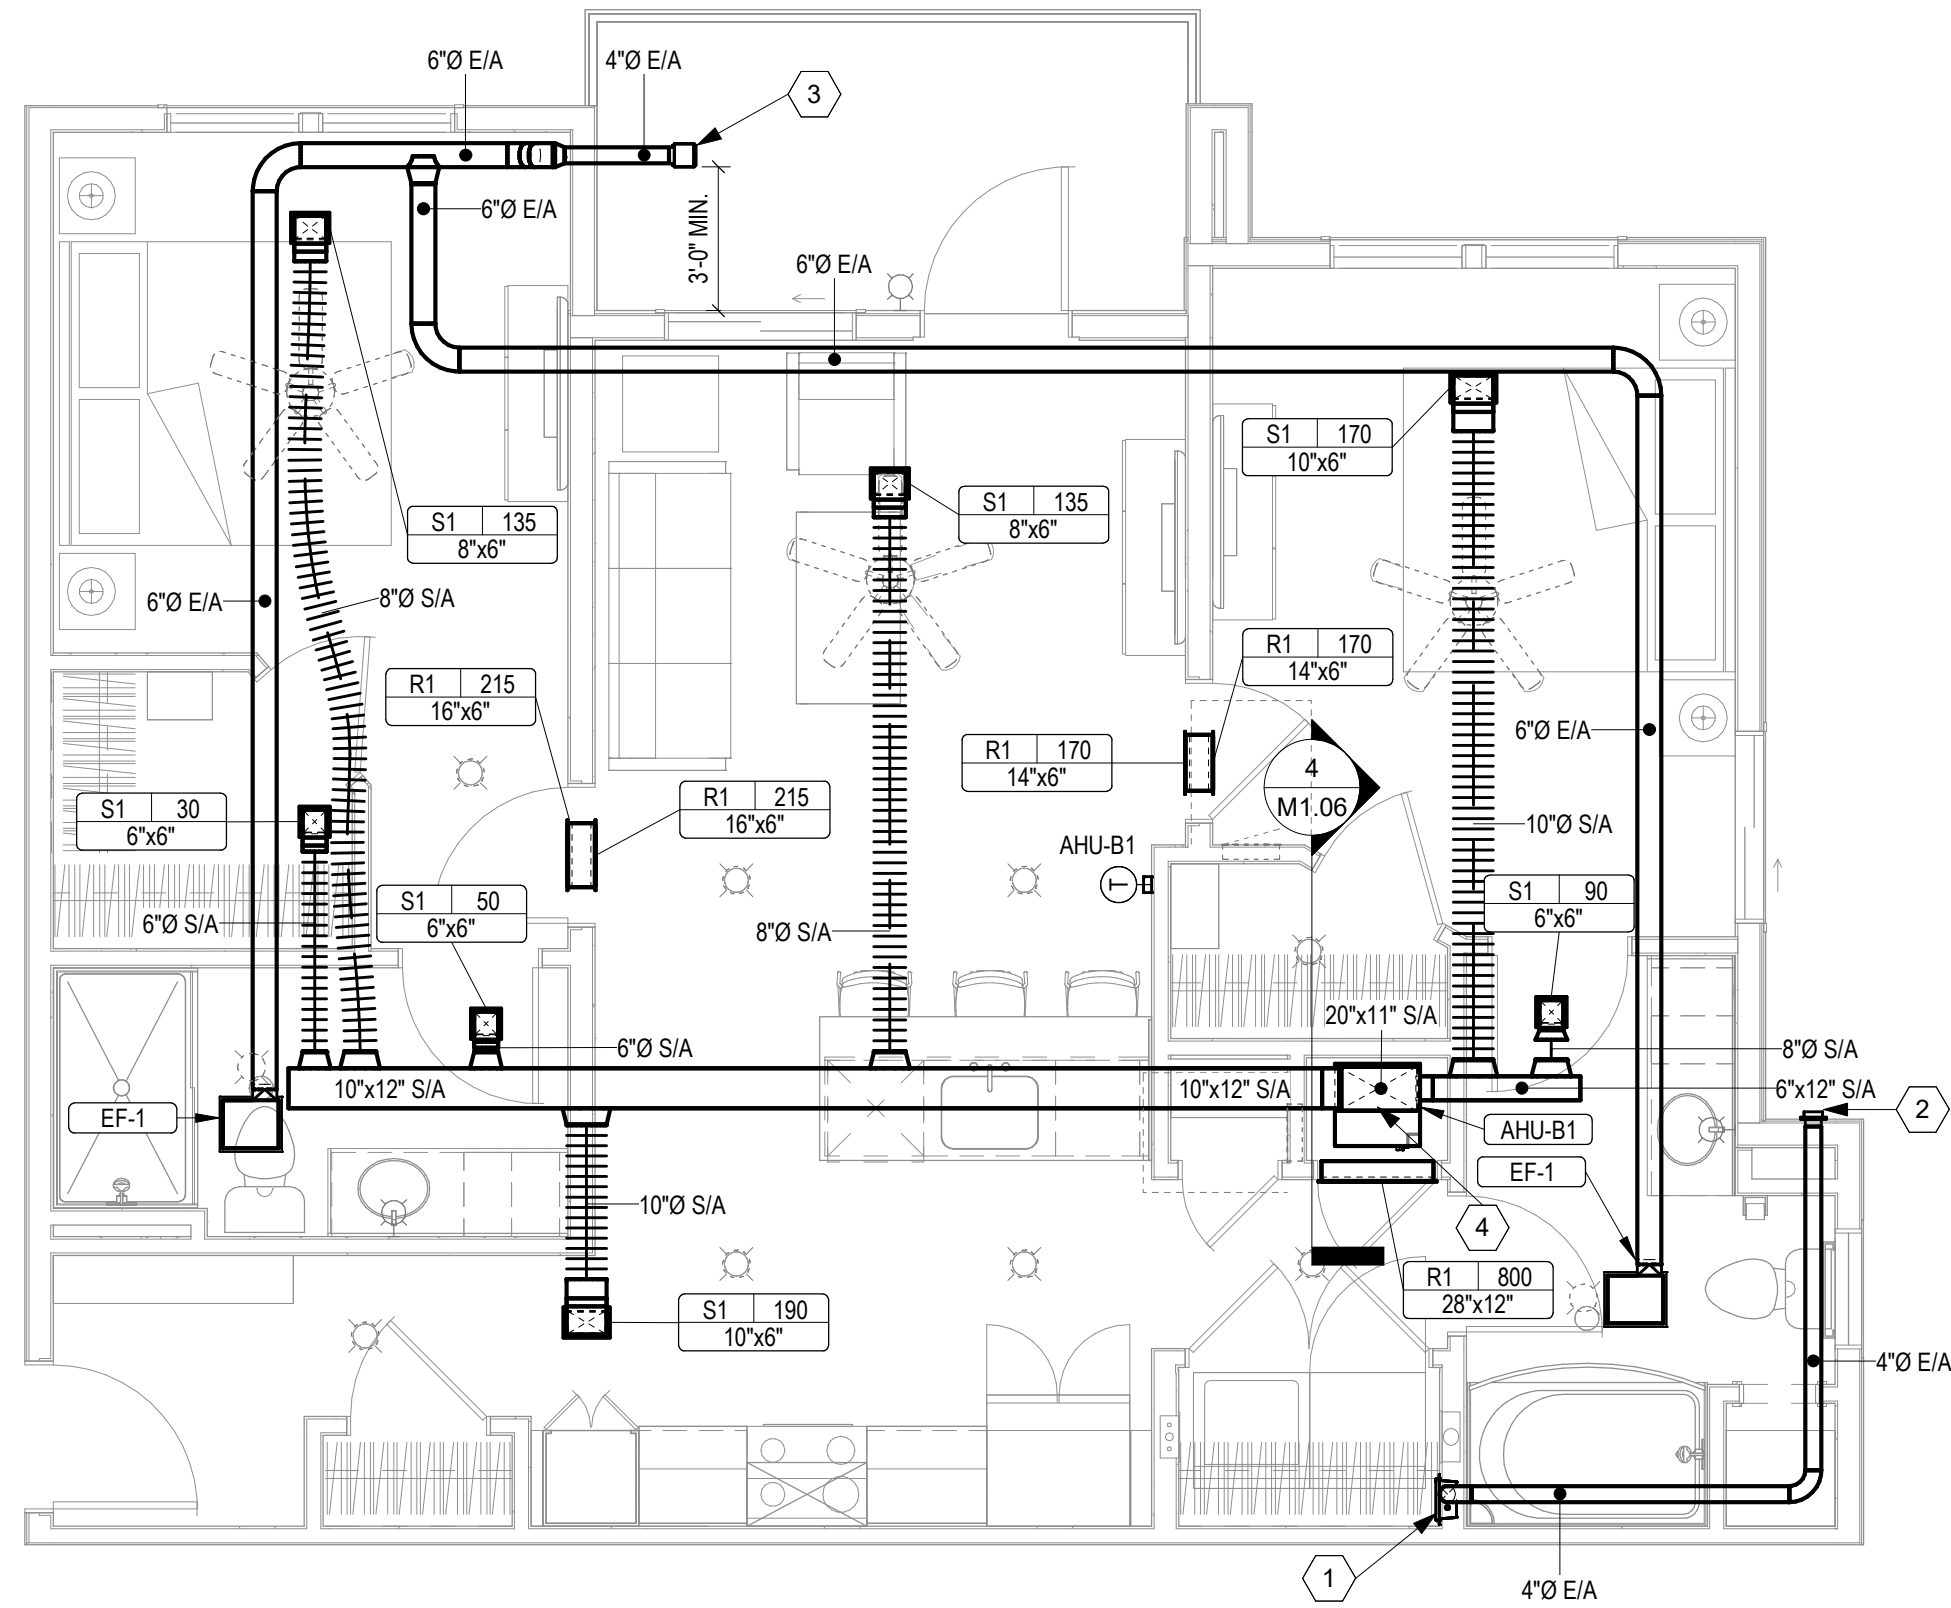 6"Ø E/A
4"Ø E/A
3
6"Ø E/A
3'-0" MIN.
6"Ø E/A
S1 170
10"x6"
S1 135
8"x6"
S1 135
8"x6"
6"Ø E/A
8"Ø S/A
R1 170
14"x6"
R1 215
16"x6"
6"Ø E/A
R1 170
14"x6"
4
M1.06
S1 30
6"x6"
R1 215
16"x6"
10"Ø S/A
AHU-B1
T
S1 50
6"x6"
S1 90
6"x6"
6"Ø S/A
8"Ø S/A
20"x11" S/A
6"Ø S/A
8"Ø S/A
10"x12" S/A
10"x12" S/A
6"x12" S/A
2
EF-1
AHU-B1
EF-1
10"Ø S/A
4
R1 800
28"x12"
S1 190
10"x6"
4"Ø E/A
1
4"Ø E/A